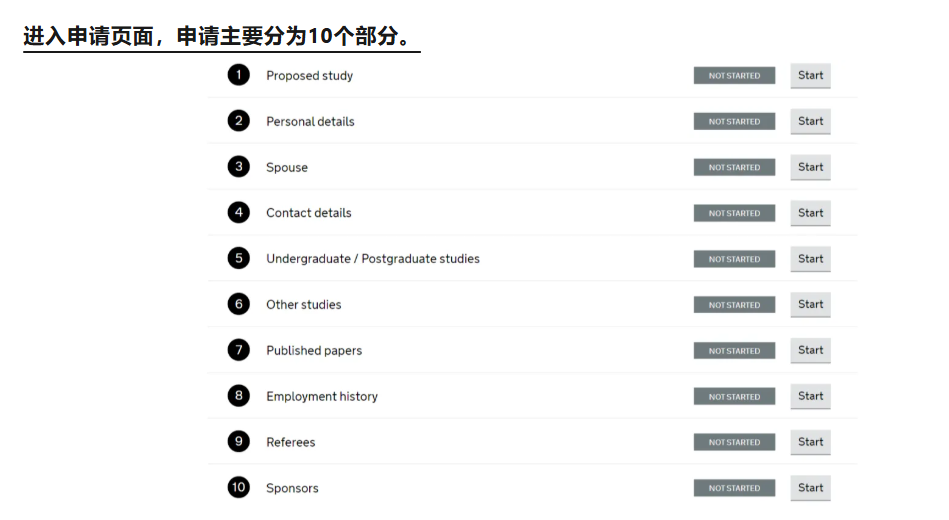 进入申请页面，申请主要分为10个部分。
1 Proposed study NOT STARTED Start
2 Personal details NOT STARTED Start
3 Spouse NOT STARTED Start
4 Contact details NOT STARTED Start
5 Undergraduate / Postgraduate studies NOT STARTED Start
6 Other studies NOT STARTED Start
7 Published papers NOT STARTED Start
8 Employment history NOT STARTED Start
9 Referees NOT STARTED Start
10 Sponsors NOT STARTED Start